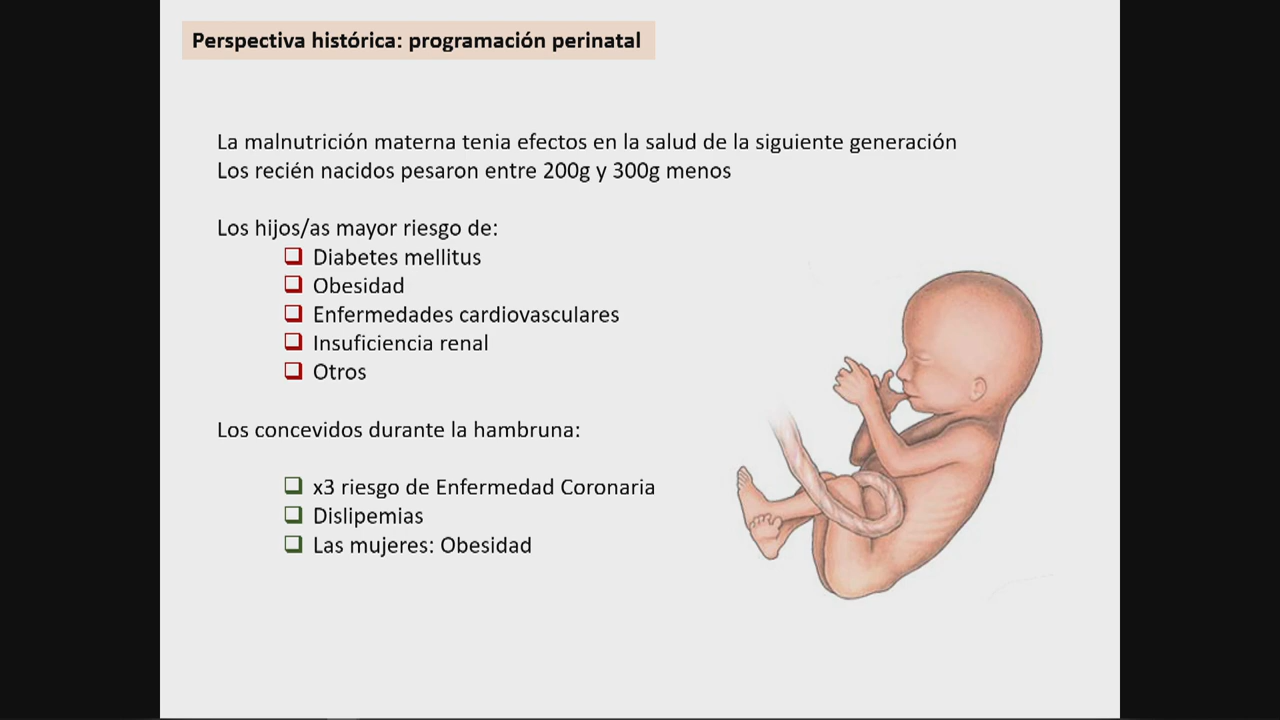 Perspectiva histórica: programación perinatal
La malnutrición materna tenia efectos en la salud de la siguiente generación
Los recién nacidos pesaron entre 200g y 300g menos
Los hijos/as mayor riesgo de:
Diabetes mellitus
Obesidad
Enfermedades cardiovasculares
Insuficiencia renal
Otros
Los concevidos durante la hambruna:
x3 riesgo de Enfermedad Coronaria
Dislipemias
Las mujeres: Obesidad